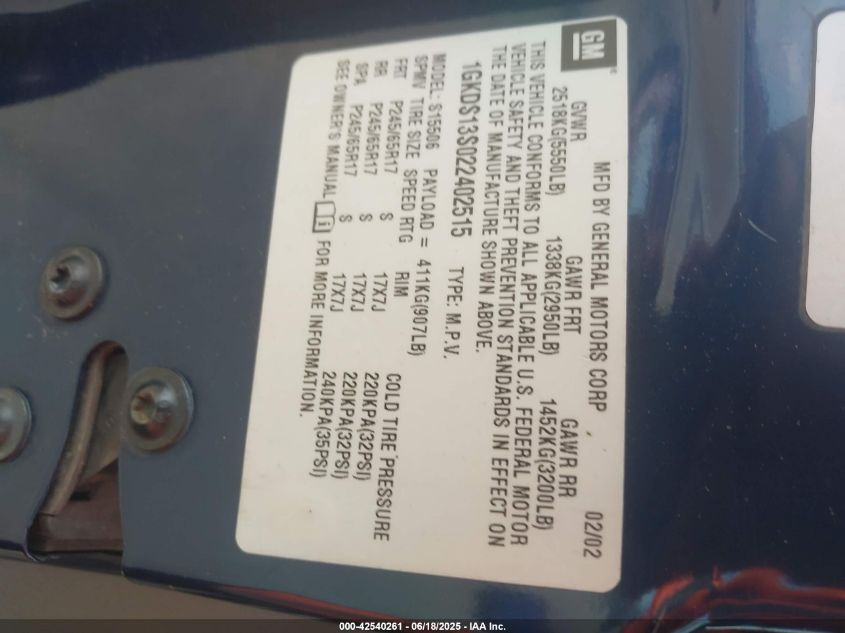 GM
MFD BY GENERAL MOTORS CORP 02/02
GVWR GAWR FRT GAWR RR
2518KG(5550LB) 1338KG(2950LB) 1452KG(3200LB)
THIS VEHICLE CONFORMS TO ALL APPLICABLE U.S. FEDERAL MOTOR
VEHICLE SAFETY AND THEFT PREVENTION STANDARDS IN EFFECT ON
THE DATE OF MANUFACTURE SHOWN ABOVE.
1GKDS13S022402515 TYPE: M.P.V.
MODEL: S15506 PAYLOAD = 411KG(907LB)
SPMV TIRE SIZE SPEED RTG RIM COLD TIRE PRESSURE
FRT P245/65R17 S 17X7J 220KPA(32PSI)
RR P245/65R17 S 17X7J 220KPA(32PSI)
SPA P245/65R17 S 17X7J 240KPA(35PSI)
SEE OWNER'S MANUAL FOR MORE INFORMATION.
000-42540261 - 06/18/2025 - IAA Inc.